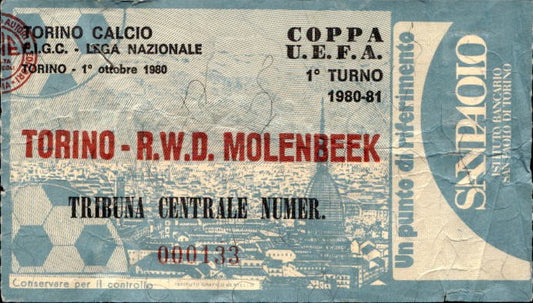 TORINO CALCIO
F.I.G.C. - LEGA NAZIONALE
TORINO - 1° ottobre 1980
COPPA
U.E.F.A.
1° TURNO
1980-81
TORINO - R.W.D. MOLENBEEK
TRIBUNA CENTRALE NUMER.
000133
Conservare per il controllo
Un punto di riferimento
SANPAOLO
ISTITUTO BANCARIO
SAN PAOLO DI TORINO